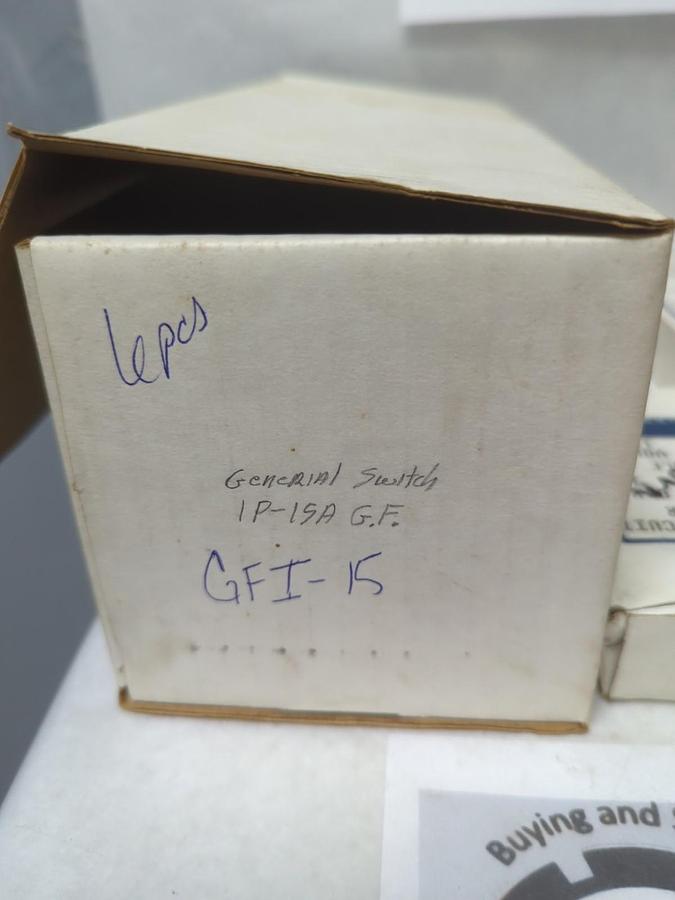 6pcs
Generial Switch
1P-15A G.F.
GFI-15
Buying and